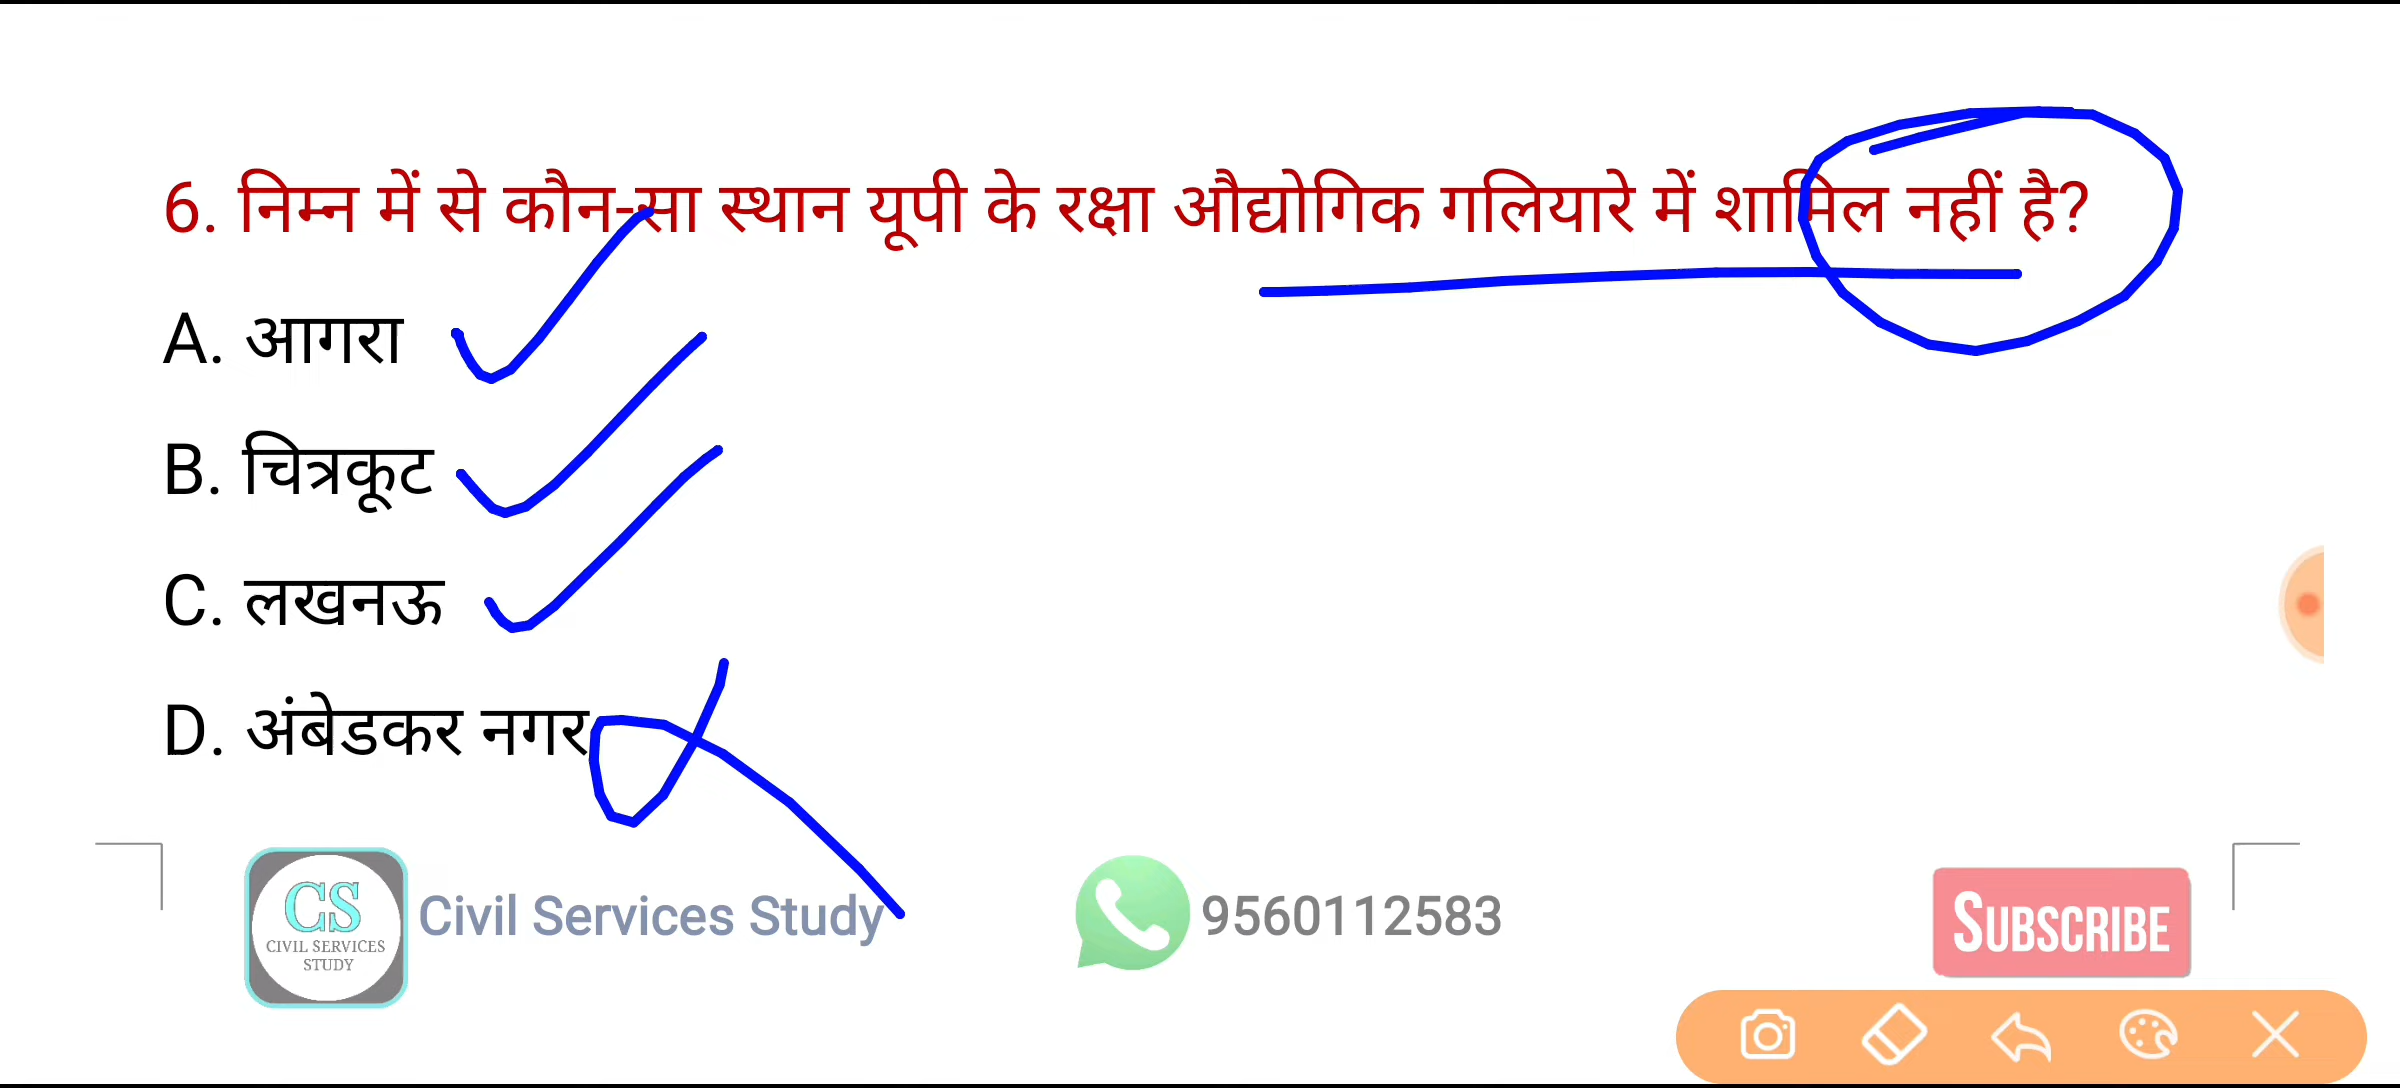 6. निम्न में से कौन-सा स्थान यूपी के रक्षा औद्योगिक गलियारे में शामिल नहीं है?
A. आगरा
B. चित्रकूट
C. लखनऊ
D. अंबेडकर नगर
CS
CIVIL SERVICES
STUDY
Civil Services Study
9560112583
SUBSCRIBE